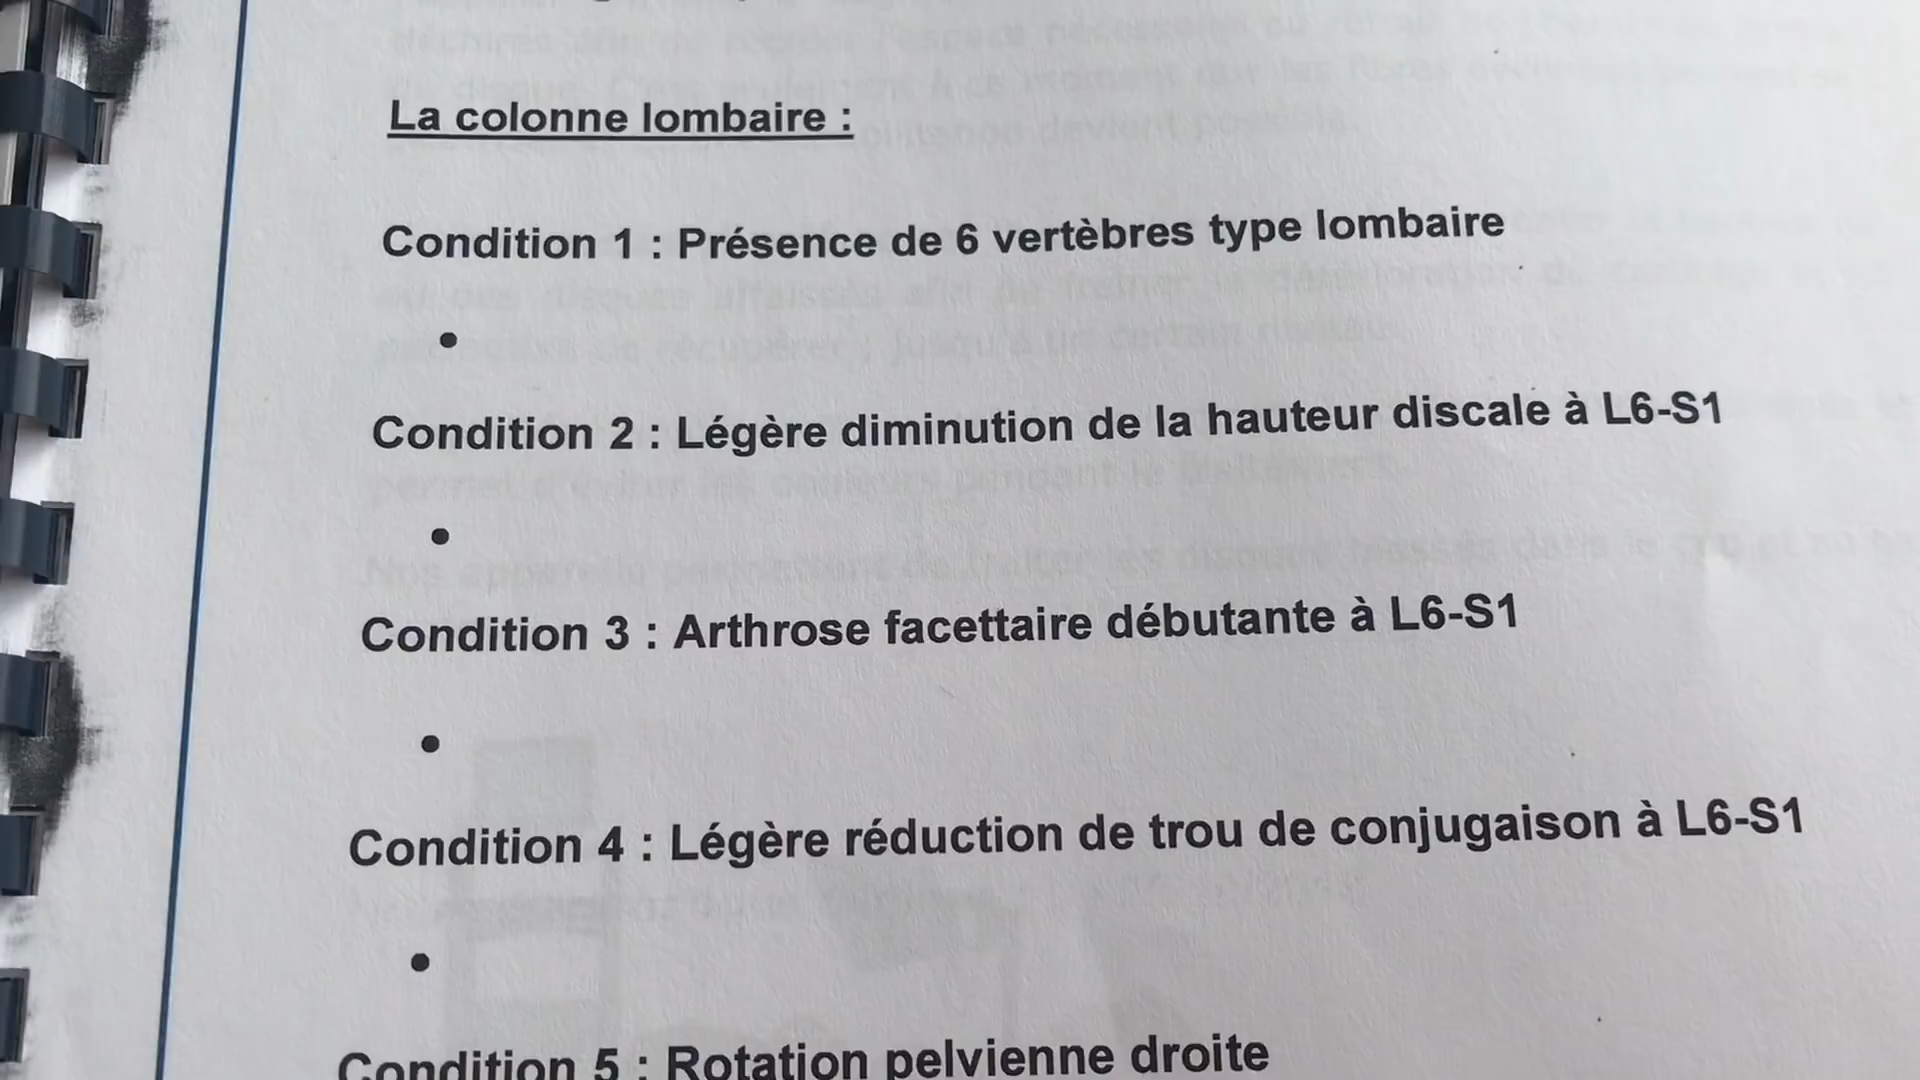 La colonne lombaire :
Condition 1 : Présence de 6 vertèbres type lombaire
•
Condition 2 : Légère diminution de la hauteur discale à L6-S1
•
Condition 3 : Arthrose facettaire débutante à L6-S1
•
Condition 4 : Légère réduction de trou de conjugaison à L6-S1
•
Condition 5 : Rotation pelvienne droite